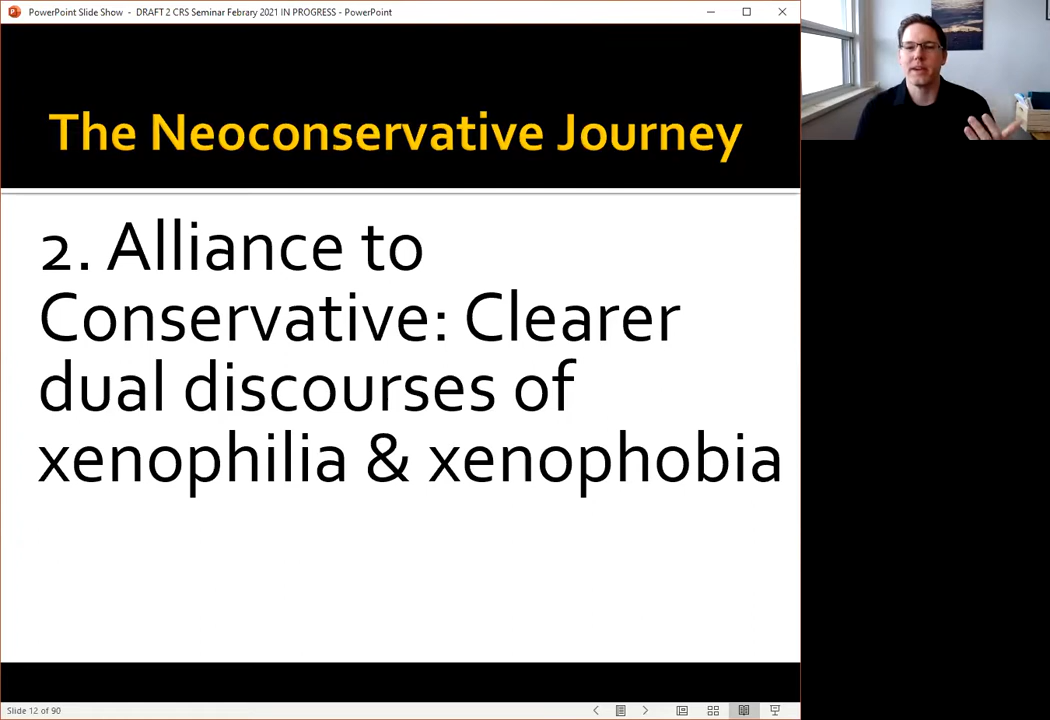 PowerPoint Slide Show - DRAFT 2 CRS Seminar Febrary 2021 IN PROGRESS - PowerPoint
The Neoconservative Journey
2. Alliance to
Conservative: Clearer
dual discourses of
xenophilia & xenophobia
Slide 12 of 90